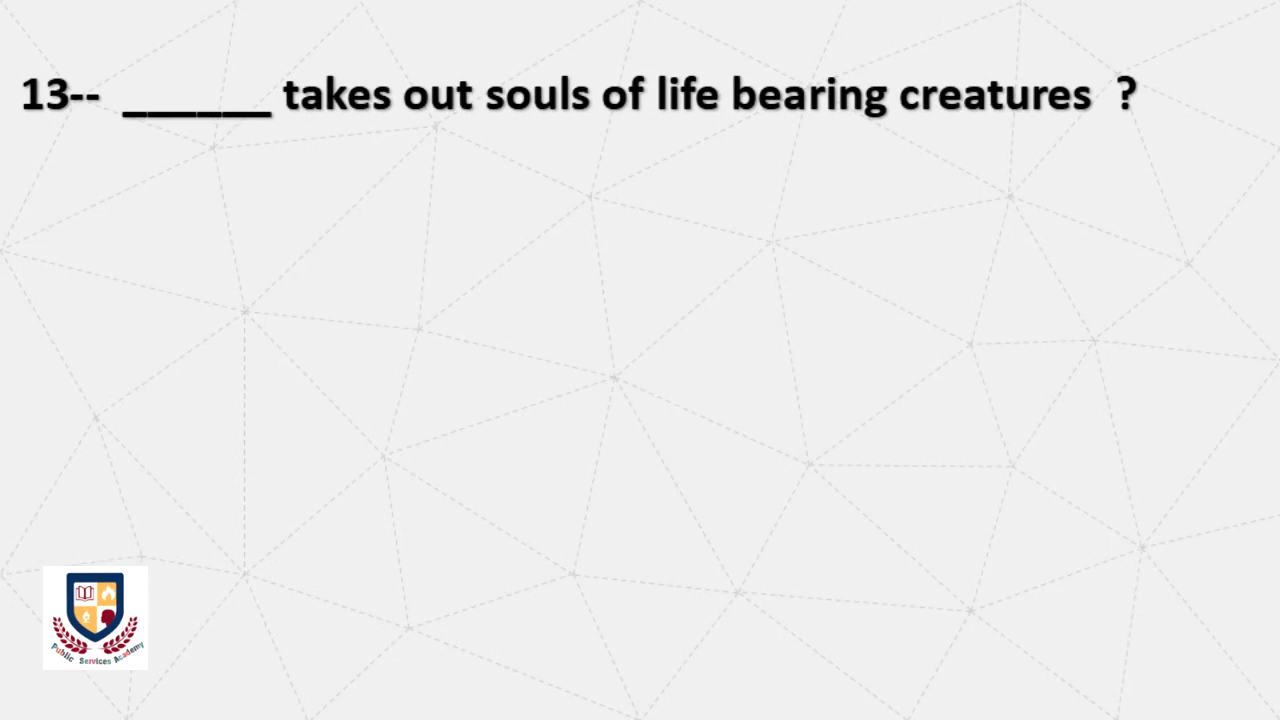 13-- ______ takes out souls of life bearing creatures ?
Public Services Academy